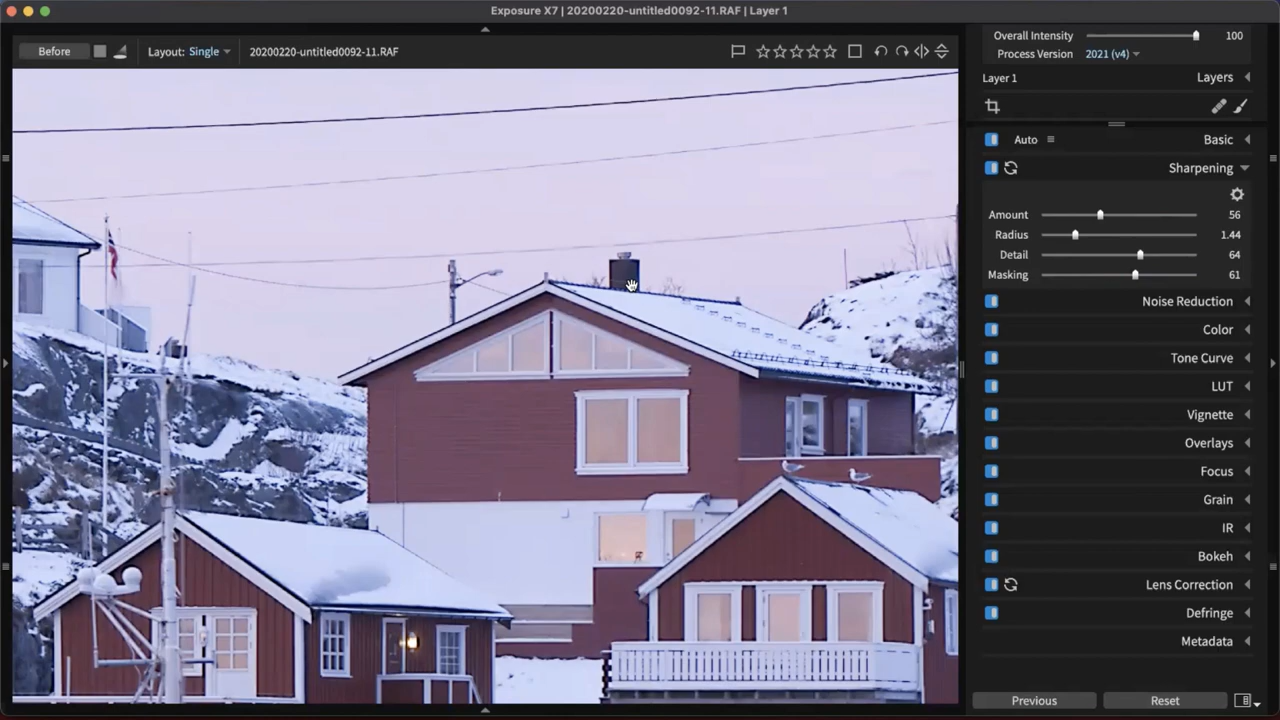 Exposure X7 | 20200220-untitled0092-11.RAF | Layer 1
Before
Layout: Single
20200220-untitled0092-11.RAF
Overall Intensity 100
Process Version 2021 (v4)
Layer 1 Layers
Auto Basic
Sharpening
Amount 56
Radius 1.44
Detail 64
Masking 61
Noise Reduction
Color
Tone Curve
LUT
Vignette
Overlays
Focus
Grain
IR
Bokeh
Lens Correction
Defringe
Metadata
Previous Reset